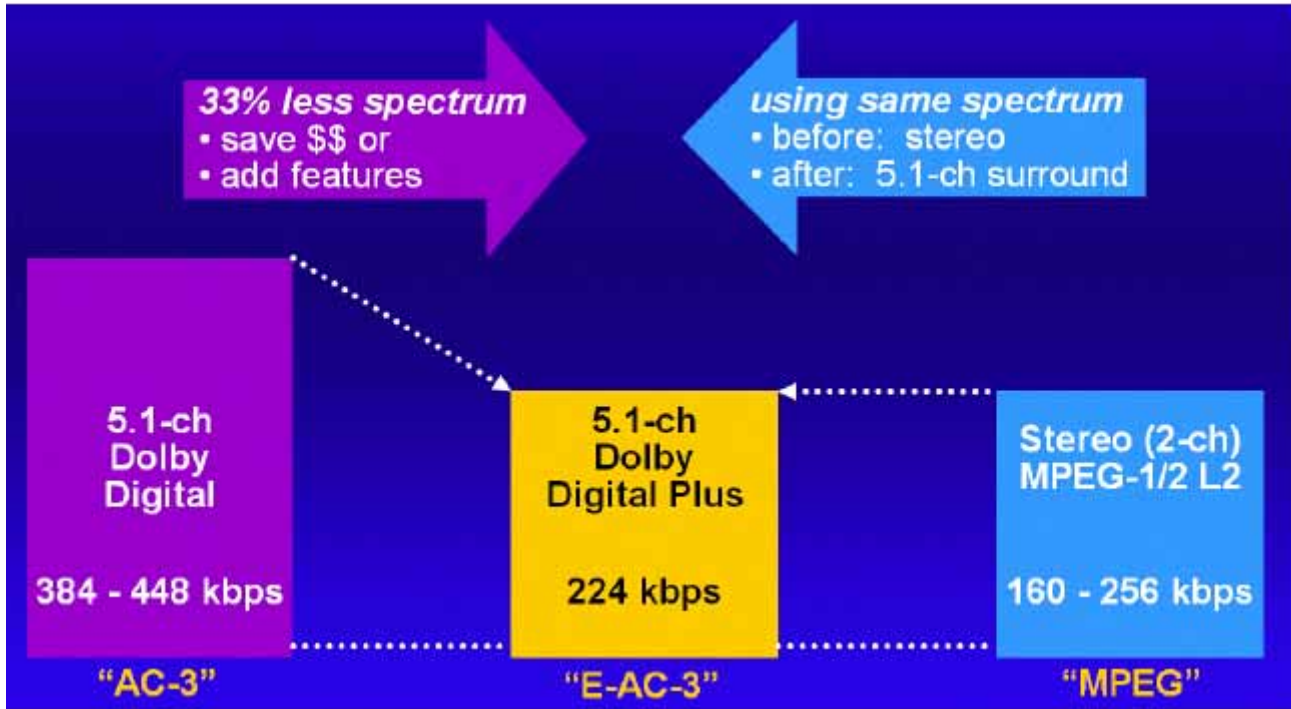 33% less spectrum
• save $$ or
• add features
using same spectrum
• before: stereo
• after: 5.1-ch surround
5.1-ch
Dolby
Digital
384 - 448 kbps
"AC-3"
5.1-ch
Dolby
Digital Plus
224 kbps
"E-AC-3"
Stereo (2-ch)
MPEG-1/2 L2
160 - 256 kbps
"MPEG"